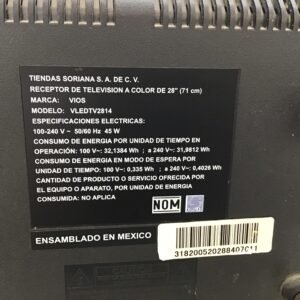 TIENDAS SORIANA S. A. DE C. V.
RECEPTOR DE TELEVISION A COLOR DE 28" (71 cm)
MARCA: VIOS
MODELO: VLEDTV2814
ESPECIFICACIONES ELECTRICAS:
100-240 V ~ 50/60 Hz 45 W
CONSUMO DE ENERGIA POR UNIDAD DE TIEMPO EN
OPERACIÓN: 100 V~: 32,1384 Wh ; a 240 V~ ; 31,0812 Wh
CONSUMO DE ENERGIA EN MODO DE ESPERA POR
UNIDAD DE TIEMPO: 100 V~: 0,335 Wh ; a 240 V~; 0,4026 Wh
CANTIDAD DE PRODUCTO O SERVICIO OFRECIDA POR
EL EQUIPO O APARATO, POR UNIDAD DE ENERGIA
CONSUMIDA: NO APLICA
NOM
ENSAMBLADO EN MEXICO